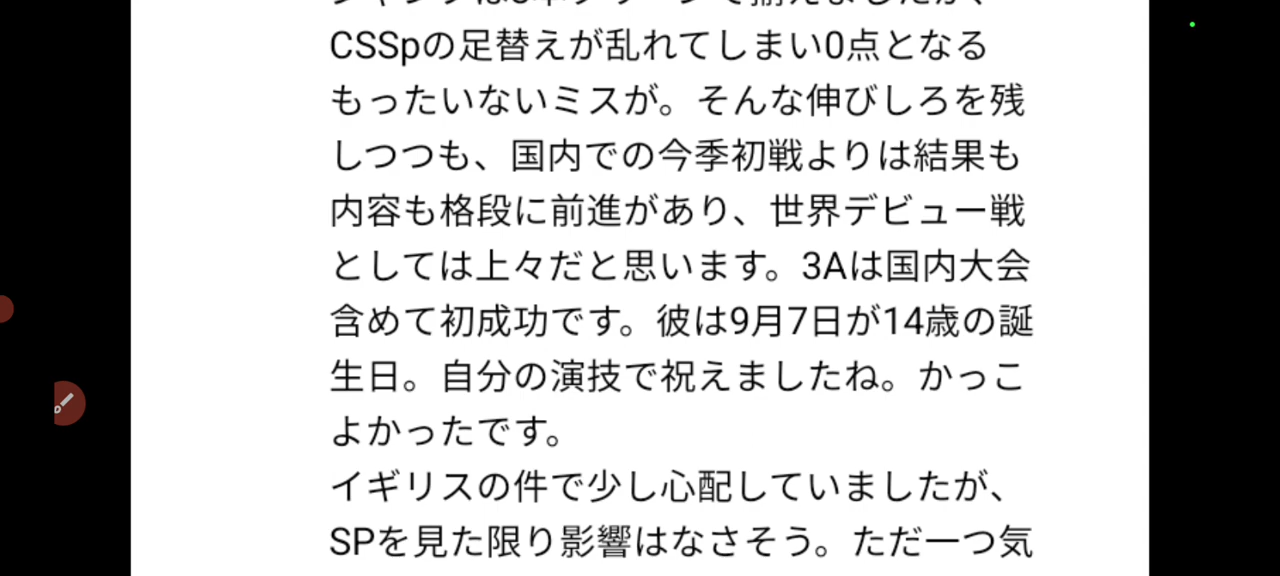 CSSpの足替えが乱れてしまい0点となる
もったいないミスが。そんな伸びしろを残
しつつも、国内での今季初戦よりは結果も
内容も格段に前進があり、世界デビュー戦
としては上々だと思います。3Aは国内大会
含めて初成功です。彼は9月7日が14歳の誕
生日。自分の演技で祝えましたね。かっこ
よかったです。
イギリスの件で少し心配していましたが、
SPを見た限り影響はなさそう。ただ一つ気